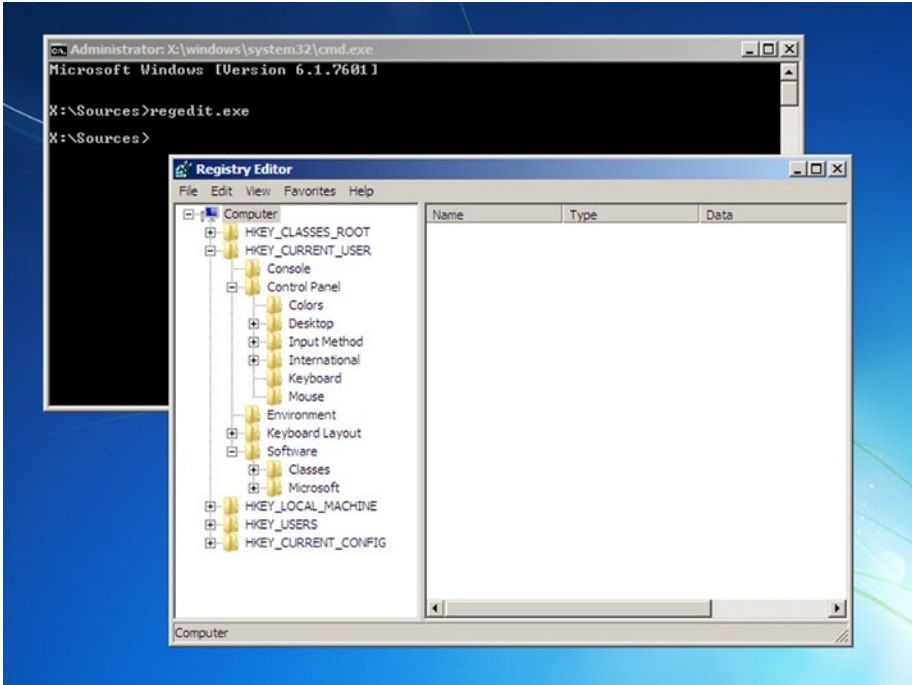 Administrator: X:\windows\system32\cmd.exe
Microsoft Windows [Version 6.1.7601]
X:\Sources>regedit.exe
X:\Sources>
Registry Editor
File Edit View Favorites Help
Computer
HKEY_CLASSES_ROOT
HKEY_CURRENT_USER
Console
Control Panel
Colors
Desktop
Input Method
International
Keyboard
Mouse
Environment
Keyboard Layout
Software
Classes
Microsoft
HKEY_LOCAL_MACHINE
HKEY_USERS
HKEY_CURRENT_CONFIG
Name Type Data
Computer